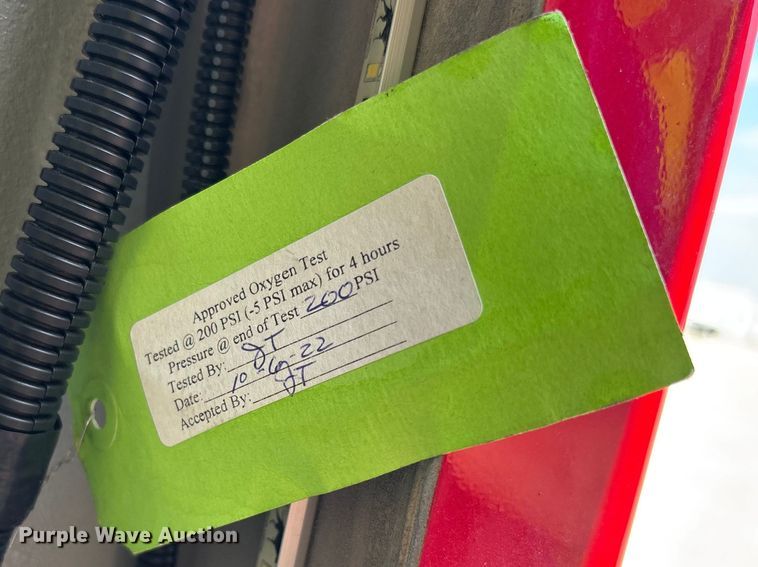 Approved Oxygen Test
Tested @ 200 PSI (-5 PSI max) for 4 hours
Pressure @ end of Test 200 PSI
Tested By: JT
Date: 10-6-22
Accepted By: JT
Purple Wave Auction